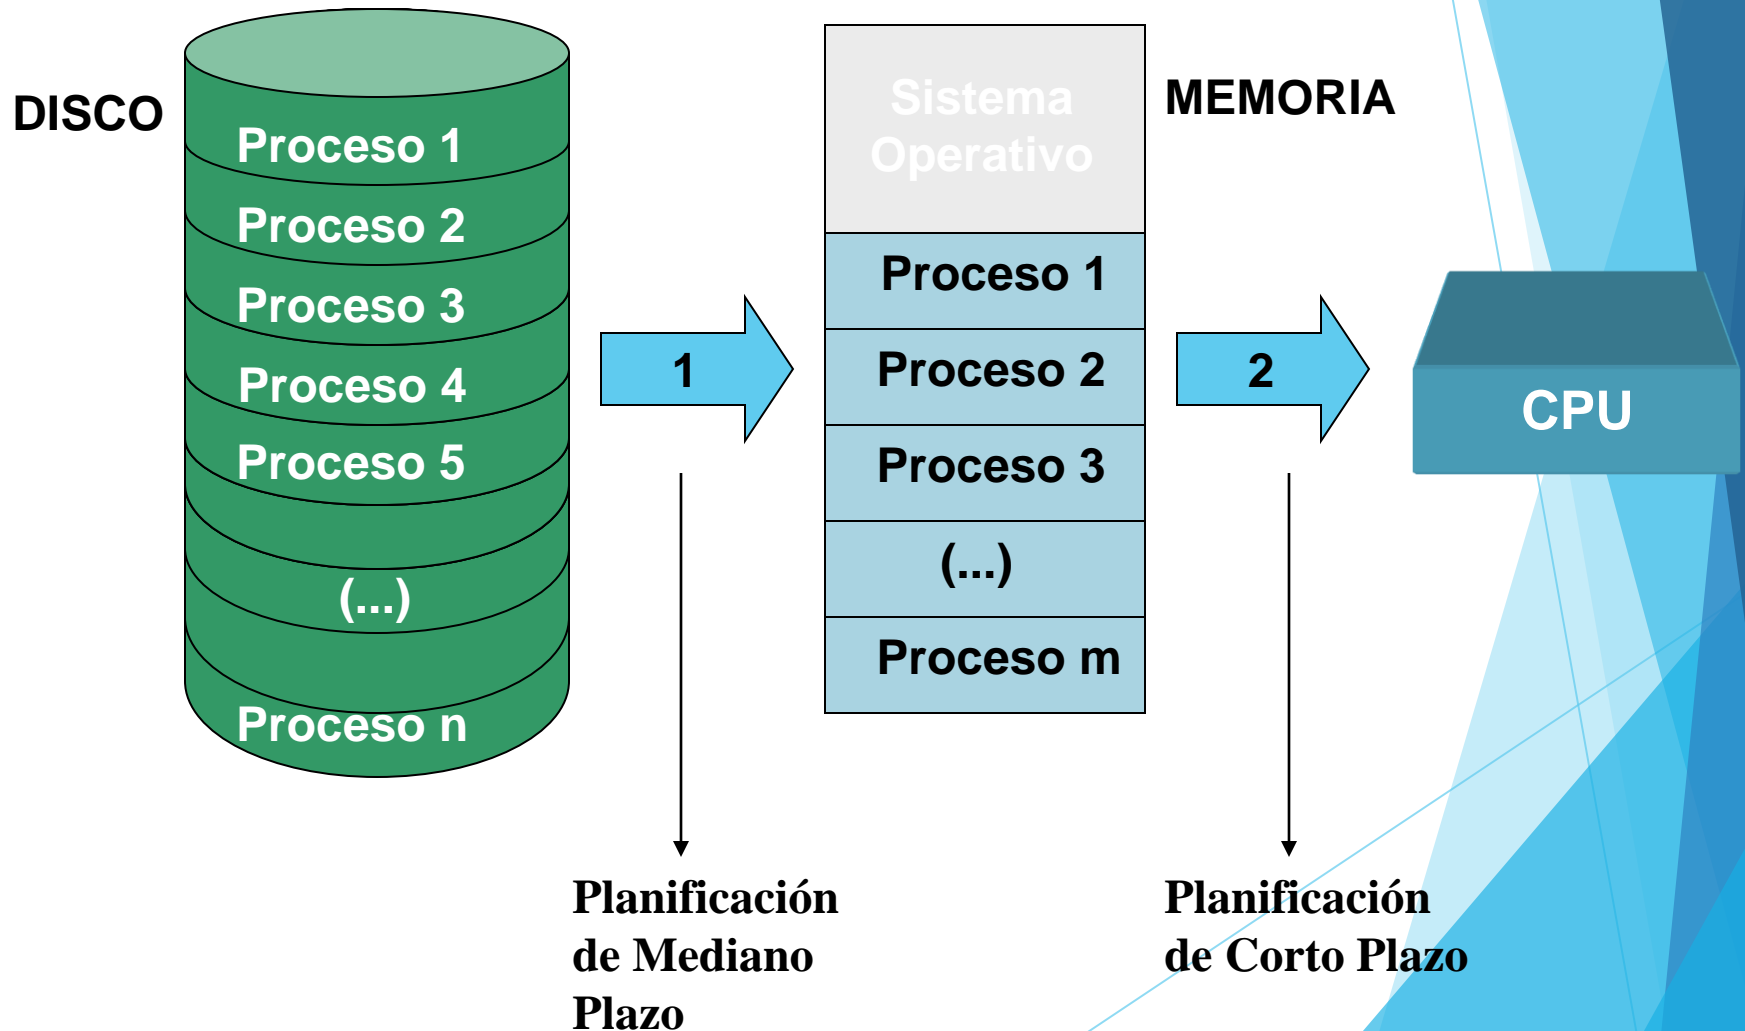 DISCO
Proceso 1
Proceso 2
Proceso 3
Proceso 4
Proceso 5
(...)
Proceso n
1
Planificación
de Mediano
Plazo
Sistema
Operativo
MEMORIA
Proceso 1
Proceso 2
Proceso 3
(...)
Proceso m
2
Planificación
de Corto Plazo
CPU